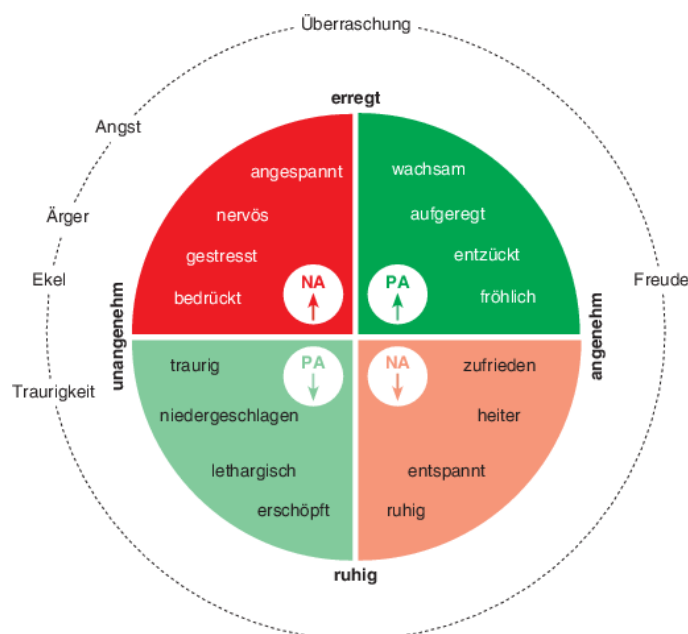 Überraschung
erregt
Angst
angespannt
wachsam
Ärger
nervös
aufgeregt
gestresst
entzückt
Ekel
NA
PA
Freude
bedrückt
fröhlich
unangenehm
angenehm
traurig
PA
NA
zufrieden
Traurigkeit
niedergeschlagen
heiter
lethargisch
entspannt
erschöpft
ruhig
ruhig